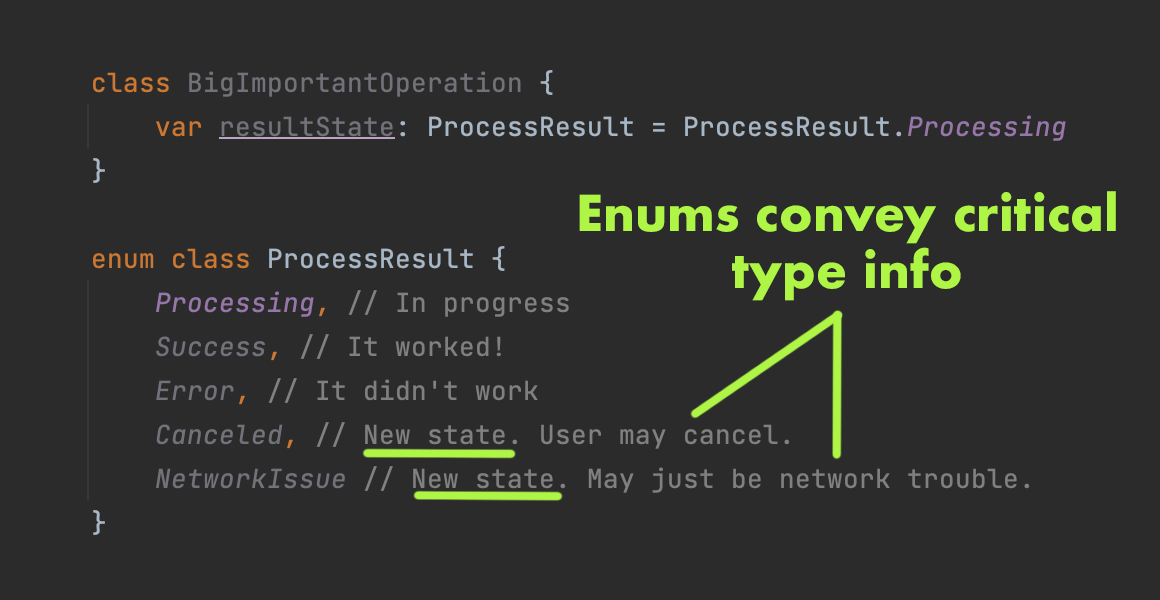 class BigImportantOperation {
var resultState: ProcessResult = ProcessResult.Processing
}
Enums convey critical
type info
enum class ProcessResult {
Processing, // In progress
Success, // It worked!
Error, // It didn't work
Canceled, // New state. User may cancel.
NetworkIssue // New state. May just be network trouble.
}